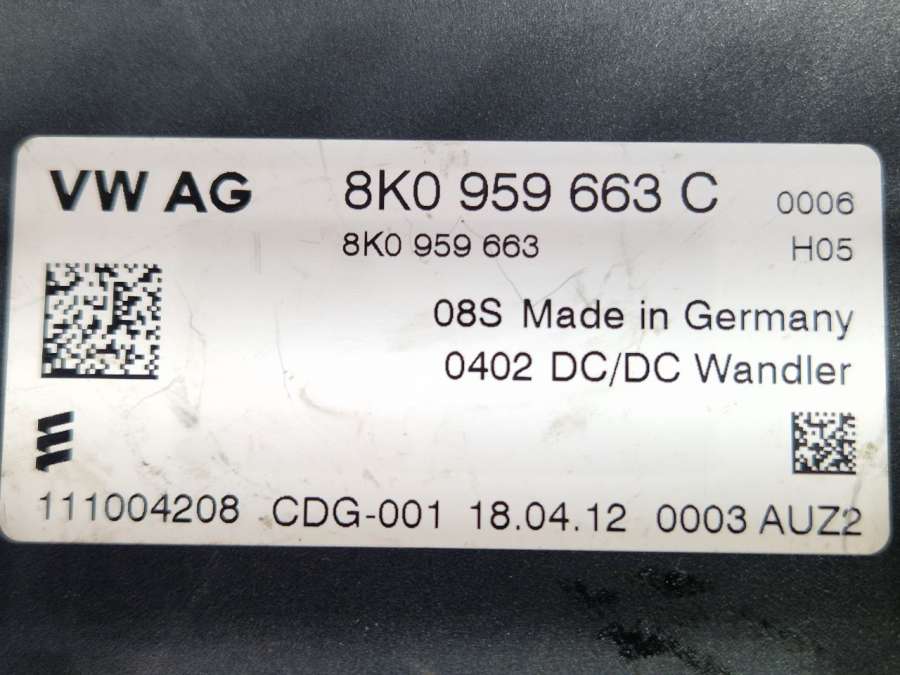 VW AG 8K0 959 663 C 0006
8K0 959 663 H05
08S Made in Germany
0402 DC/DC Wandler
111004208 CDG-001 18.04.12 0003 AUZ2